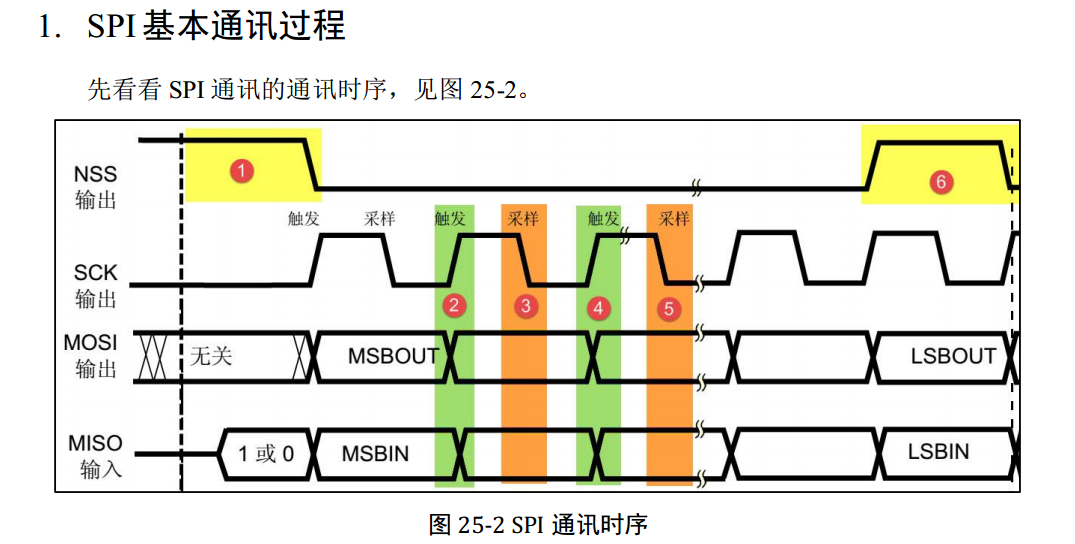 1. SPI基本通讯过程
先看看 SPI 通讯的通讯时序，见图 25-2。
NSS
输出
1
6
触发 采样 触发 采样 触发 采样
SCK
输出
2 3 4 5
MOSI
输出
无关 MSBOUT LSBOUT
MISO
输入
1 或 0 MSBIN LSBIN
图 25-2 SPI 通讯时序